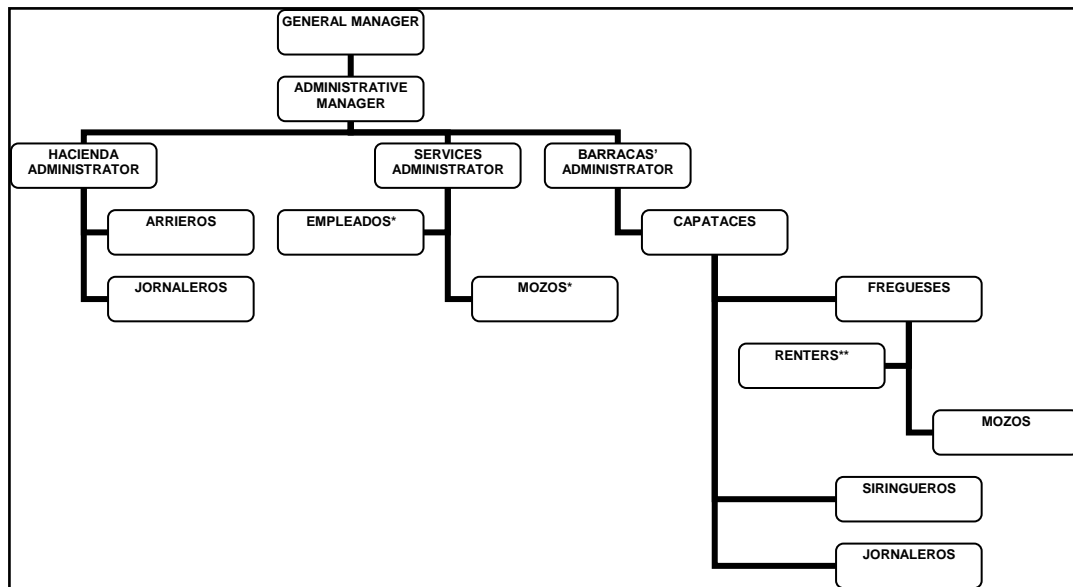 GENERAL MANAGER
ADMINISTRATIVE
MANAGER
HACIENDA
ADMINISTRATOR
SERVICES
ADMINISTRATOR
BARRACAS'
ADMINISTRATOR
ARRIEROS
EMPLEADOS*
CAPATACES
JORNALEROS
MOZOS*
FREGUESES
RENTERS**
MOZOS
SIRINGUEROS
JORNALEROS